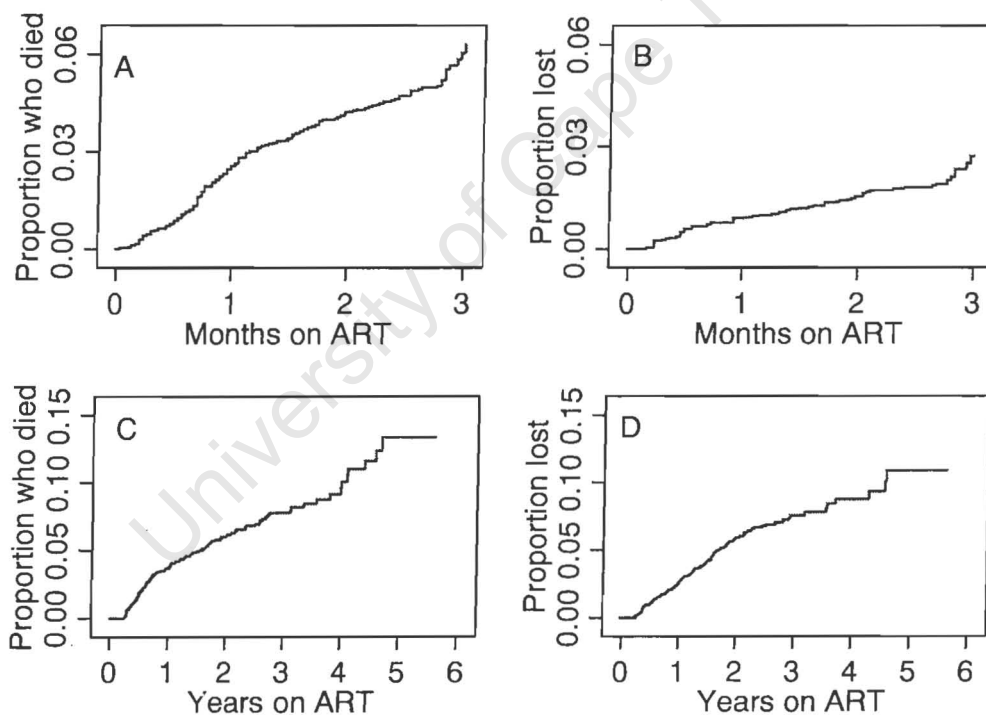 A
Proportion who died
0.00 0.03 0.06
0 1 2 3
Months on ART
B
Proportion lost
0.00 0.03 0.06
0 1 2 3
Months on ART
C
Proportion who died
0.00 0.05 0.10 0.15
0 1 2 3 4 5 6
Years on ART
D
Proportion lost
0.00 0.05 0.10 0.15
0 1 2 3 4 5 6
Years on ART
University of Cape